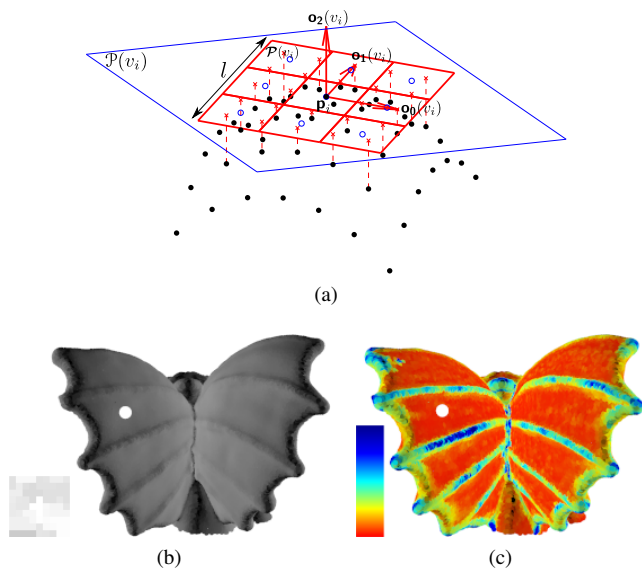 o₂(vᵢ)
𝒫(vᵢ)
𝒫(vᵢ)
o₁(vᵢ)
l
pᵢ
o₀(vᵢ)
(a)
(b)
(c)